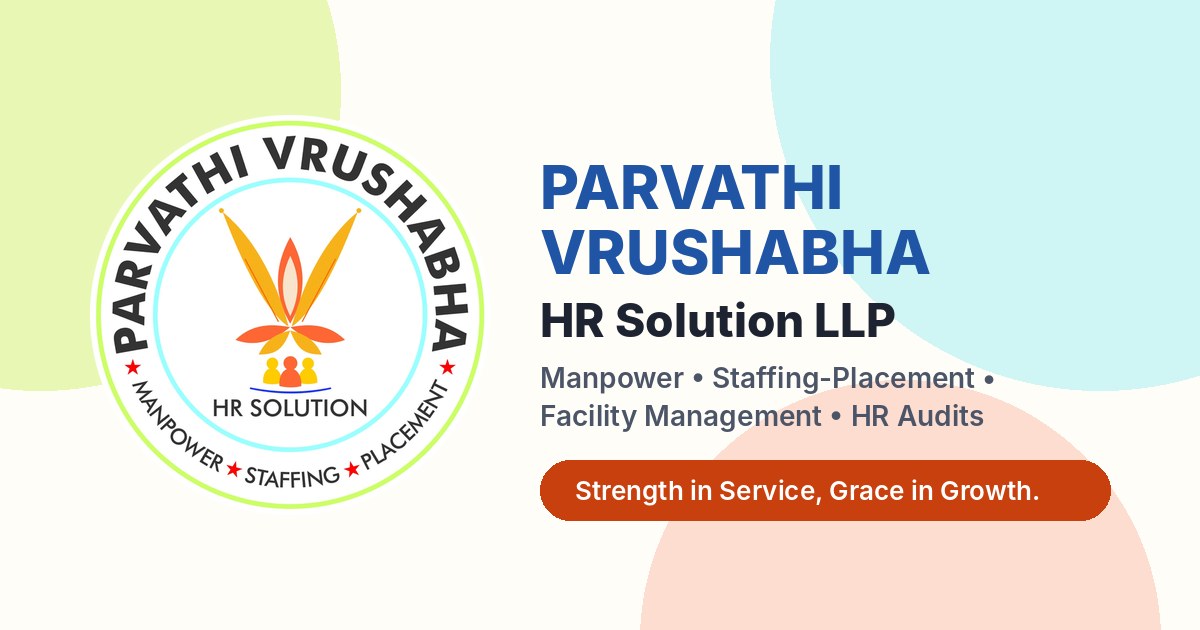 PARVATHI VRUSHABHA
HR SOLUTION
★ MANPOWER ★ STAFFING ★ PLACEMENT ★
PARVATHI
VRUSHABHA
HR Solution LLP
Manpower • Staffing-Placement •
Facility Management • HR Audits
Strength in Service, Grace in Growth.